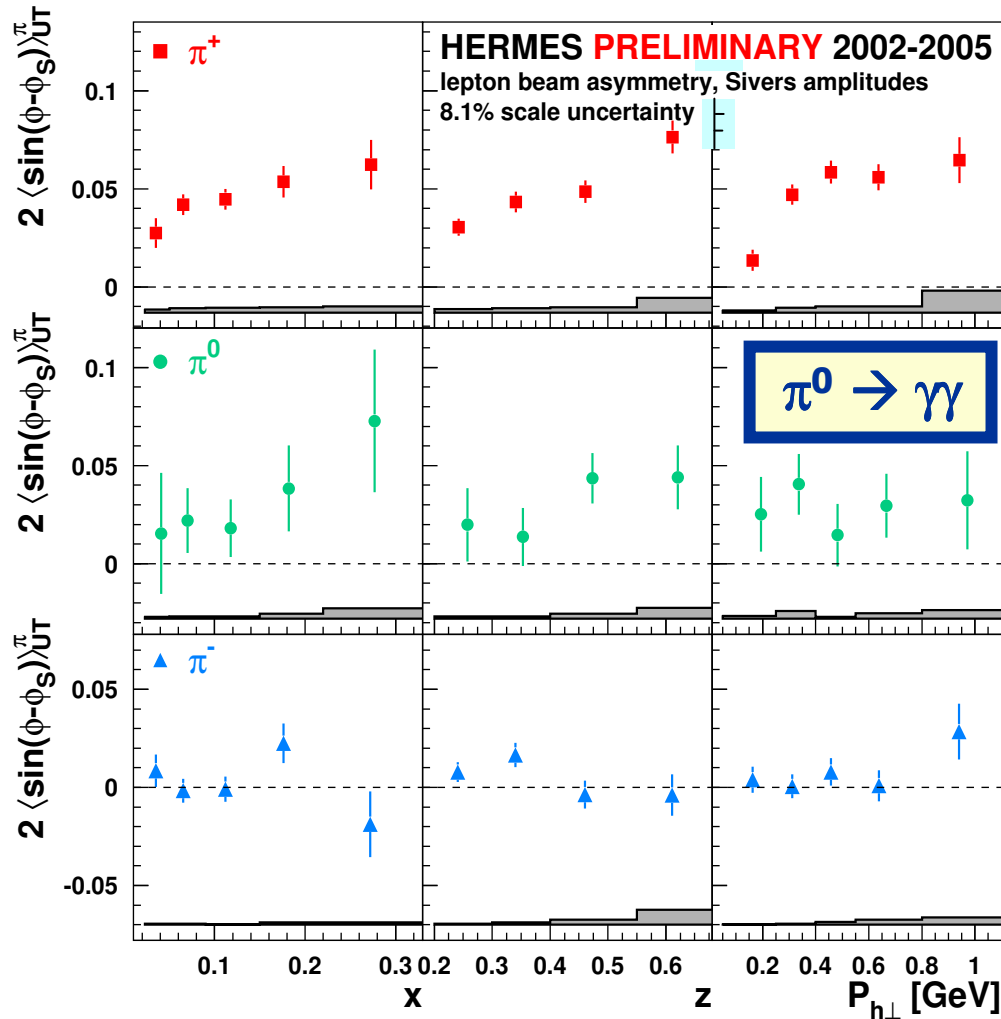 HERMES PRELIMINARY 2002-2005
lepton beam asymmetry, Sivers amplitudes
8.1% scale uncertainty
π+
2 ⟨sin(ϕ-ϕS)⟩πUT
0.1
0.05
0
π0
2 ⟨sin(ϕ-ϕS)⟩πUT
0.1
0.05
0
π0 → γγ
π-
2 ⟨sin(ϕ-ϕS)⟩πUT
0.05
0
-0.05
0.1 0.2 0.3 0.2 0.3 0.4 0.5 0.6 0.2 0.4 0.6 0.8 1
x z Ph⊥ [GeV]